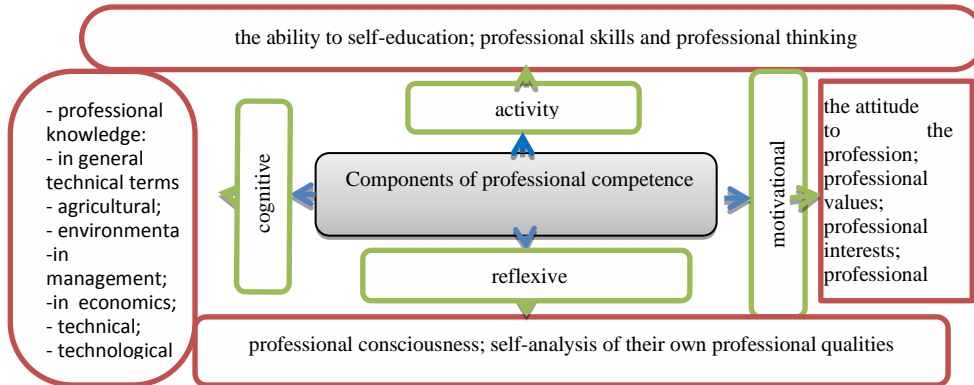 the ability to self-education; professional skills and professional thinking
activity
- professional
knowledge:
- in general
technical terms
- agricultural;
- environmenta
-in
management;
-in economics;
- technical;
- technological
cognitive
Components of professional competence
motivational
the attitude
to the
profession;
professional
values;
professional
interests;
professional
reflexive
professional consciousness; self-analysis of their own professional qualities